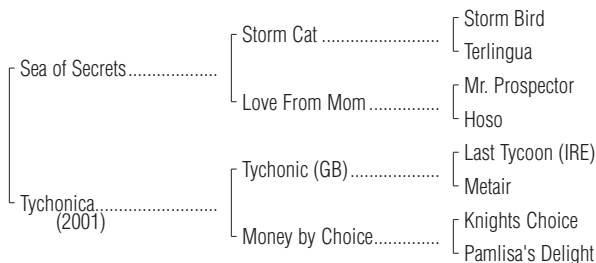 Storm Bird
Storm Cat ........................
Terlingua
Sea of Secrets ..................
Mr. Prospector
Love From Mom ..............
Hoso
Last Tycoon (IRE)
Tychonic (GB) ..................
Metair
Tychonica.........................
(2001)
Knights Choice
Money by Choice.............
Pamlisa's Delight